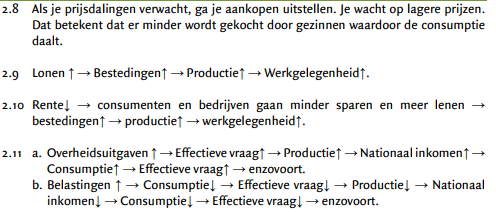 2.8 Als je prijsdalingen verwacht, ga je aankopen uitstellen. Je wacht op lagere prijzen.
Dat betekent dat er minder wordt gekocht door gezinnen waardoor de consumptie
daalt.
2.9 Lonen ↑ → Bestedingen↑ → Productie↑ → Werkgelegenheid↑.
2.10 Rente↓ → consumenten en bedrijven gaan minder sparen en meer lenen →
bestedingen↑ → productie↑ → werkgelegenheid↑.
2.11 a. Overheidsuitgaven ↑ → Effectieve vraag↑ → Productie↑ → Nationaal inkomen↑ →
Consumptie↑ → Effectieve vraag↑ → enzovoort.
b. Belastingen ↑ → Consumptie↓ → Effectieve vraag↓ → Productie↓ → Nationaal
inkomen↓ → Consumptie↓ → Effectieve vraag↓ → enzovoort.